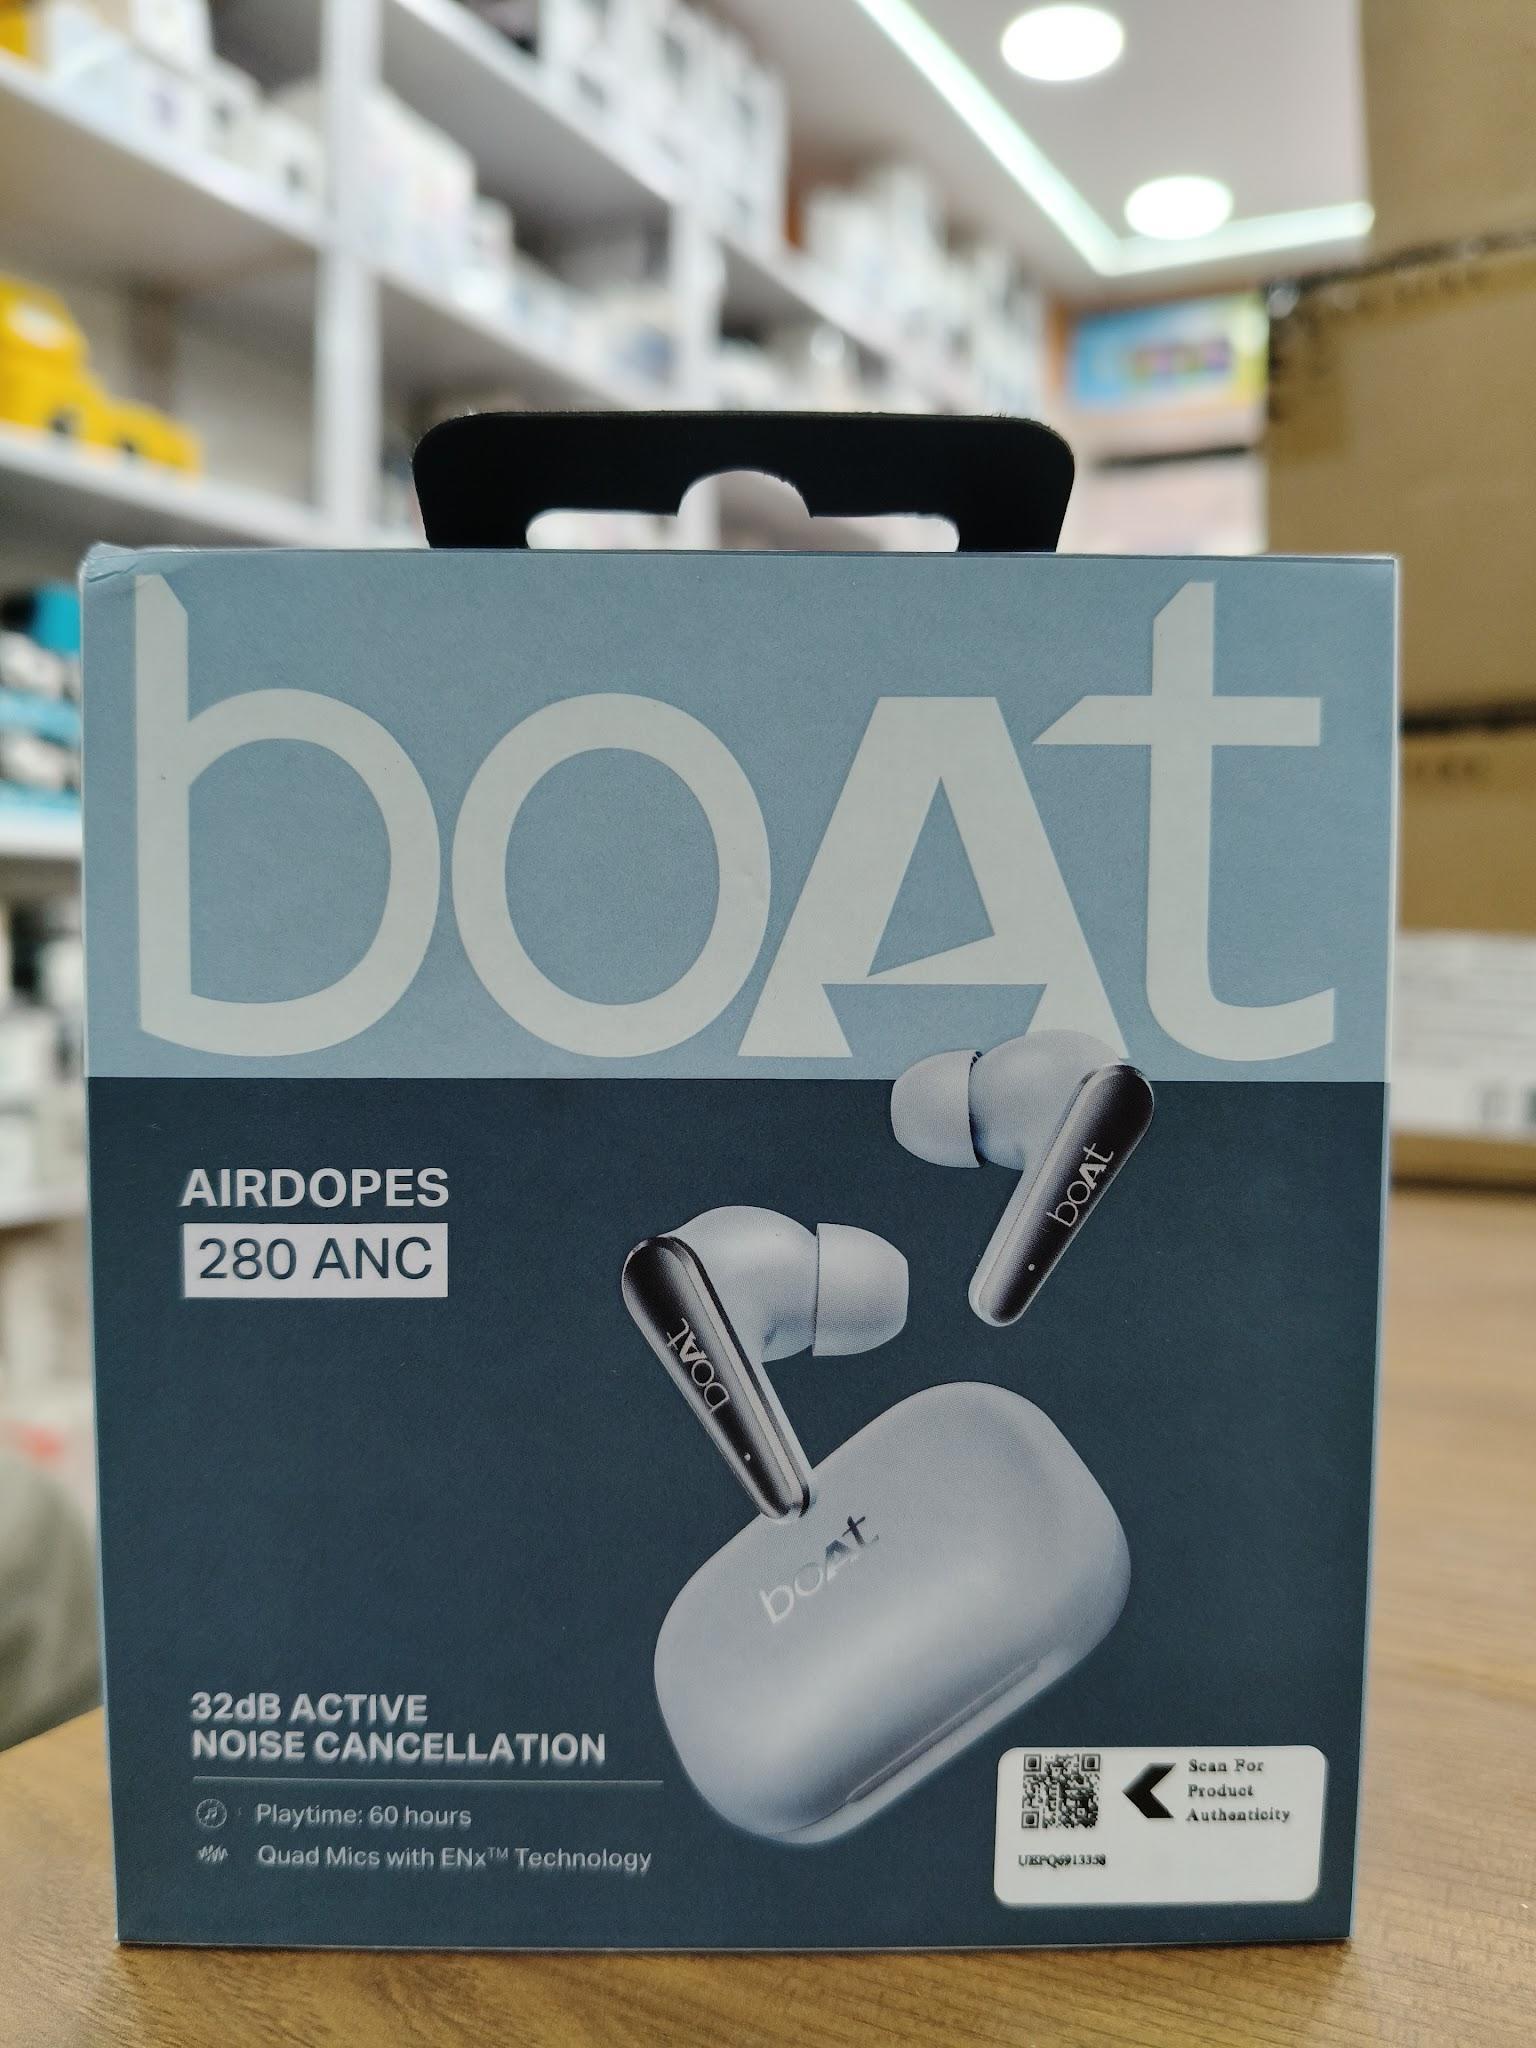 boAt
AIRDOPES
280 ANC
boAt
boAt
boAt
32dB ACTIVE
NOISE CANCELLATION
Playtime: 60 hours
Quad Mics with ENx™ Technology
Scan For
Product
Authenticity
UEPQ6913358